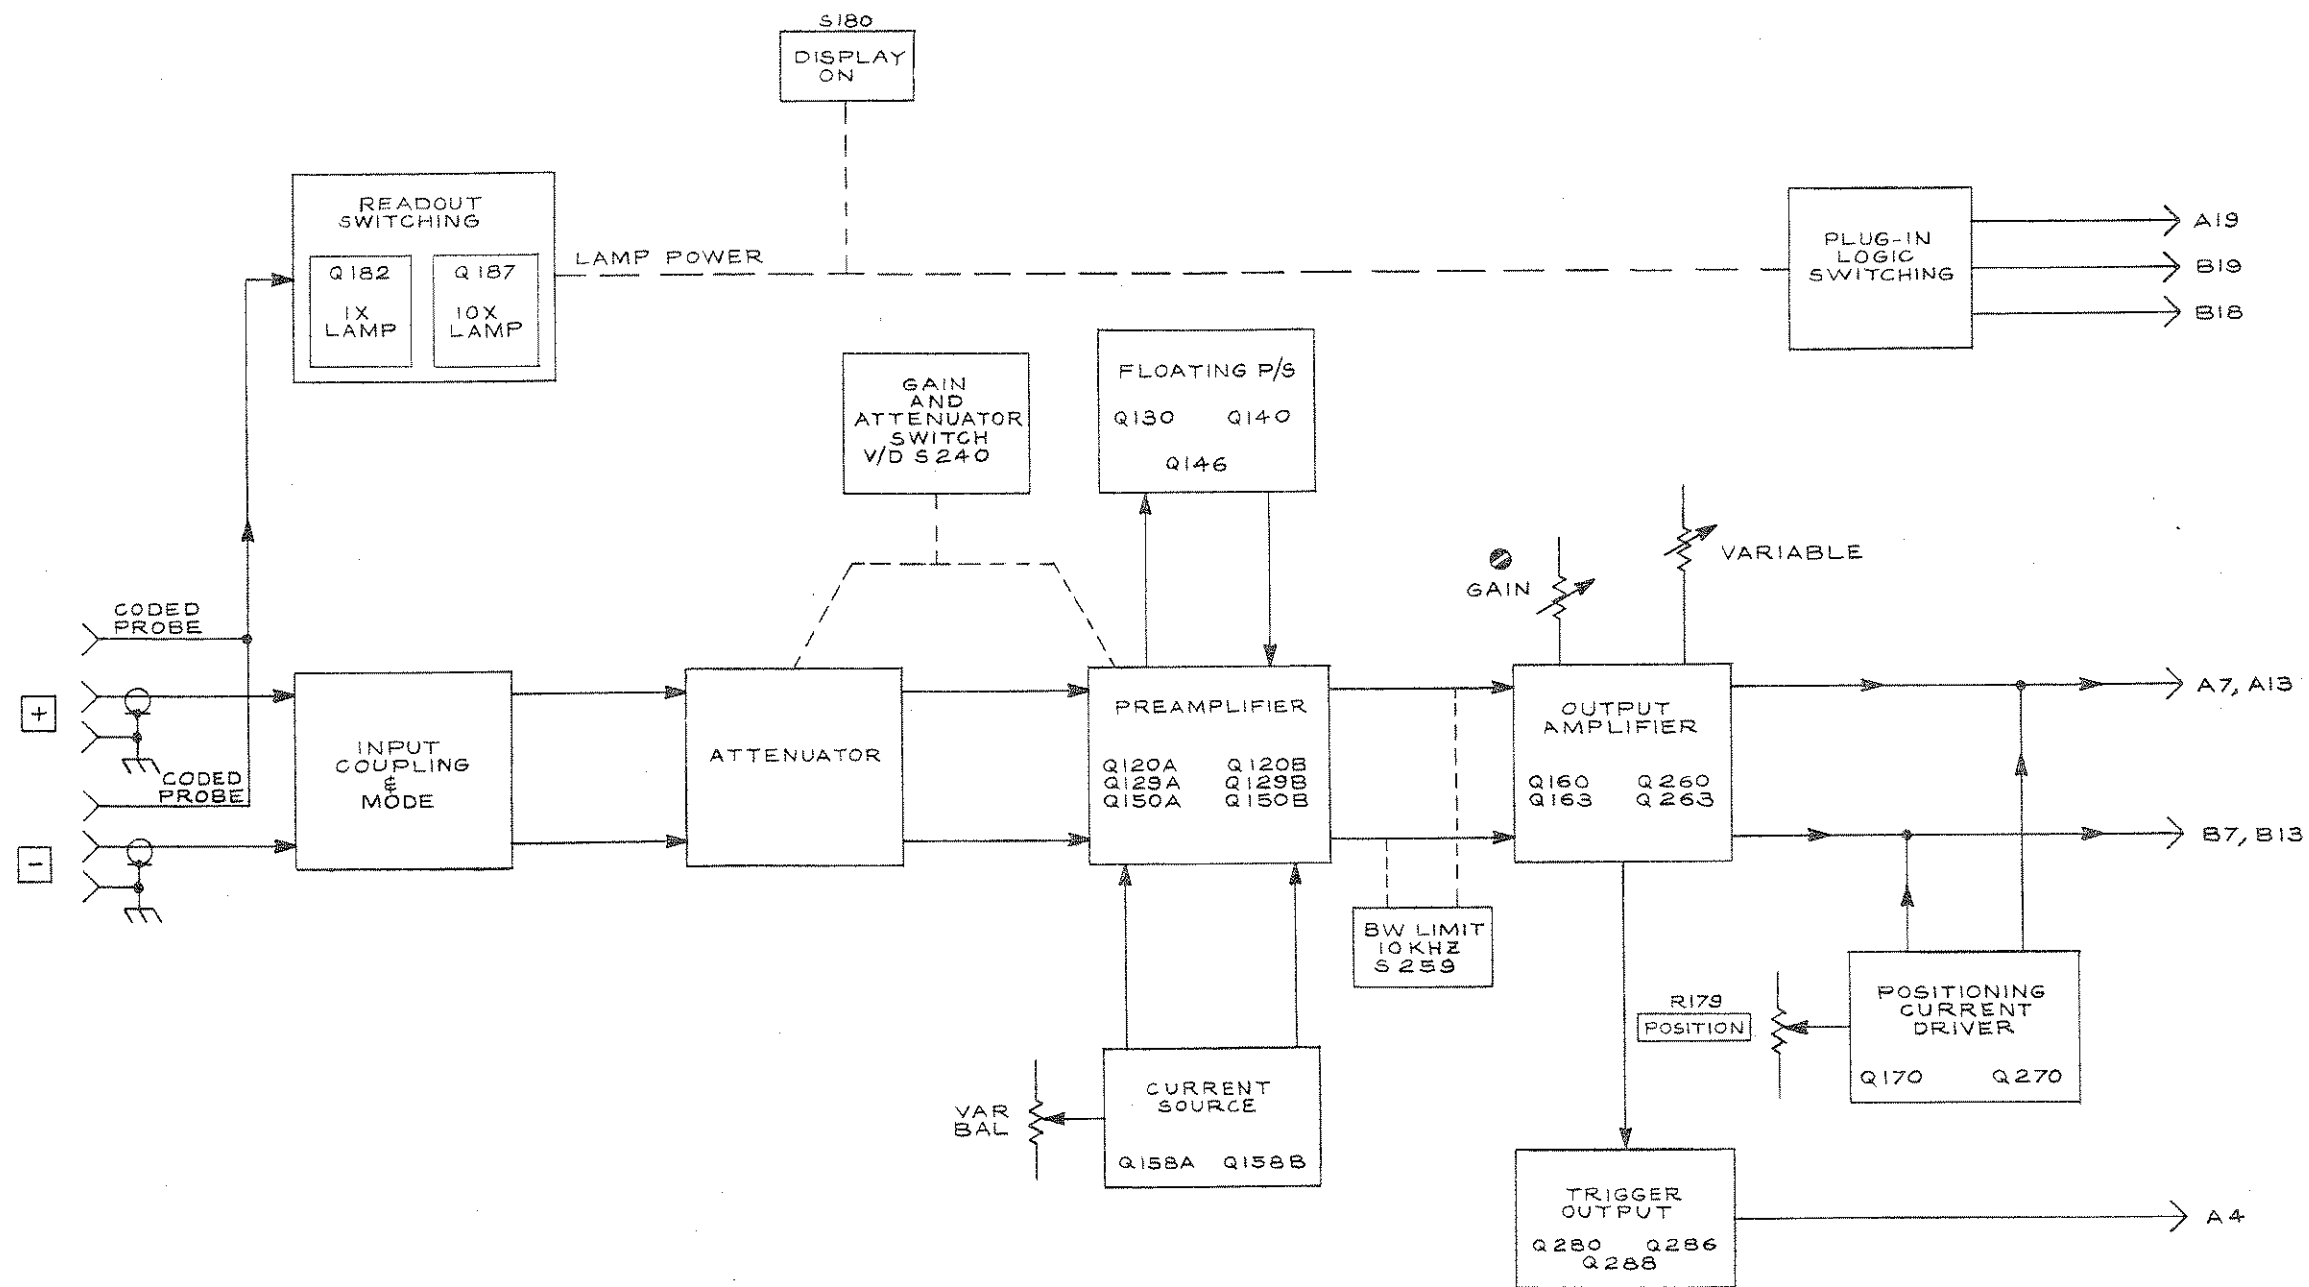 S180
DISPLAY
ON
READOUT
SWITCHING
Q182
1X
LAMP
Q187
10X
LAMP
LAMP POWER
PLUG-IN
LOGIC
SWITCHING
A19
B19
B18
GAIN
AND
ATTENUATOR
SWITCH
V/D S240
FLOATING P/S
Q130 Q140
Q146
GAIN
VARIABLE
CODED
PROBE
+
CODED
PROBE
-
INPUT
COUPLING
&
MODE
ATTENUATOR
PREAMPLIFIER
Q120A Q120B
Q129A Q129B
Q150A Q150B
OUTPUT
AMPLIFIER
Q160 Q260
Q163 Q263
A7, A13
B7, B13
BW LIMIT
10KHZ
S259
R179
POSITION
POSITIONING
CURRENT
DRIVER
Q170 Q270
VAR
BAL
CURRENT
SOURCE
Q158A Q158B
TRIGGER
OUTPUT
Q280 Q286
Q288
A4